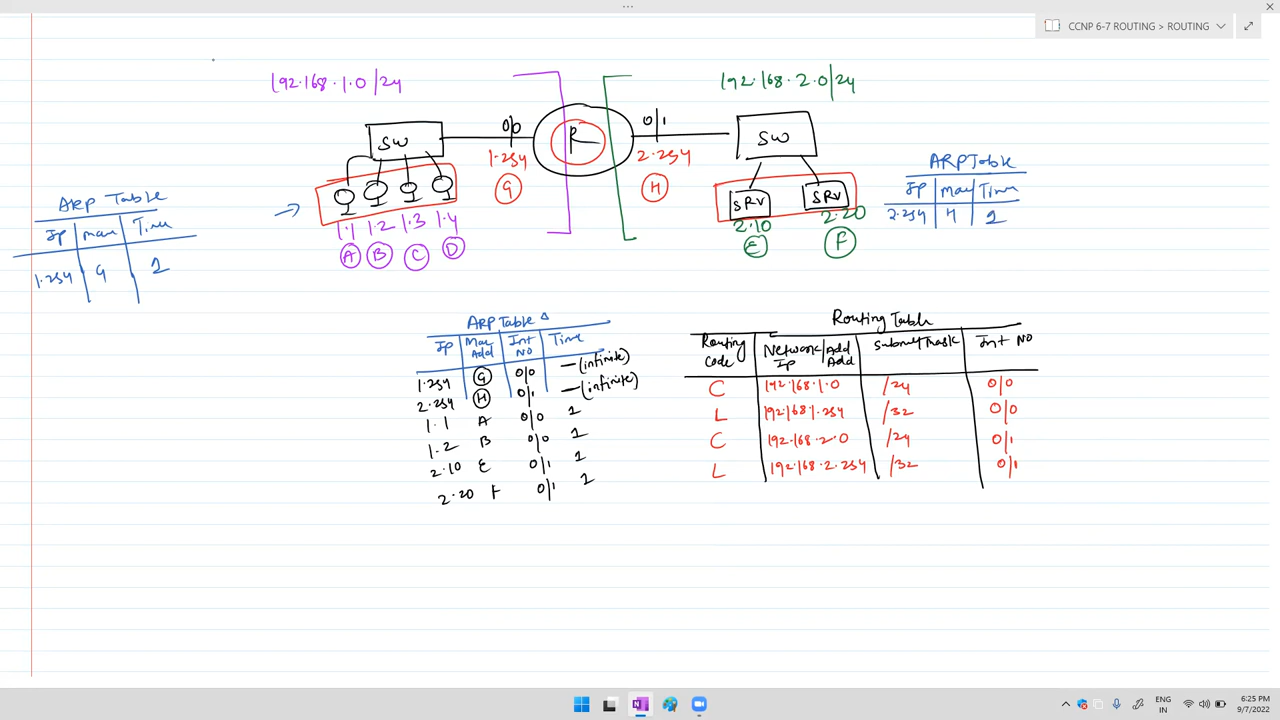 CCNP 6-7 ROUTING > ROUTING
192.168.1.0/24
192.168.2.0/24
SW
0/0
R
0/1
SW
1.254
2.254
G
H
SRV
SRV
1.1 1.2 1.3 1.4
2.10
2.20
A B C D
E
F
ARP Table
IP Mac Time
1.254 G 1
ARP Table
IP Mac Time
2.254 H 1
ARP Table
IP Mac Add Int No Time
1.254 G 0/0 — (infinite)
2.254 H 0/1 — (infinite)
1.1 A 0/0 1
1.2 B 0/0 1
2.10 E 0/1 1
2.20 F 0/1 1
Routing Table
Routing Code Network IP/Add Add Subnet Mask Int No
C 192.168.1.0 /24 0/0
L 192.168.1.254 /32 0/0
C 192.168.2.0 /24 0/1
L 192.168.2.254 /32 0/1
ENG
IN
6:25 PM
9/7/2022